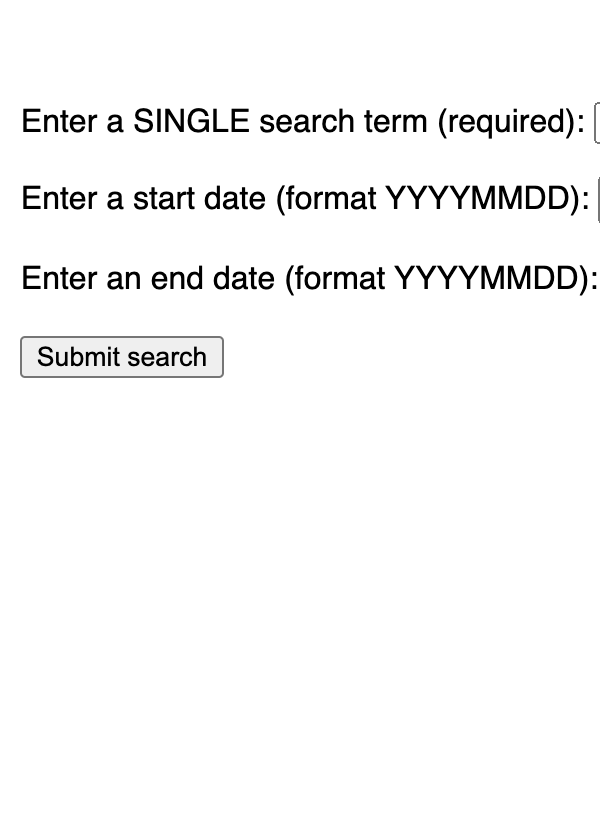 Enter a SINGLE search term (required):
Enter a start date (format YYYYMMDD):
Enter an end date (format YYYYMMDD):
Submit search